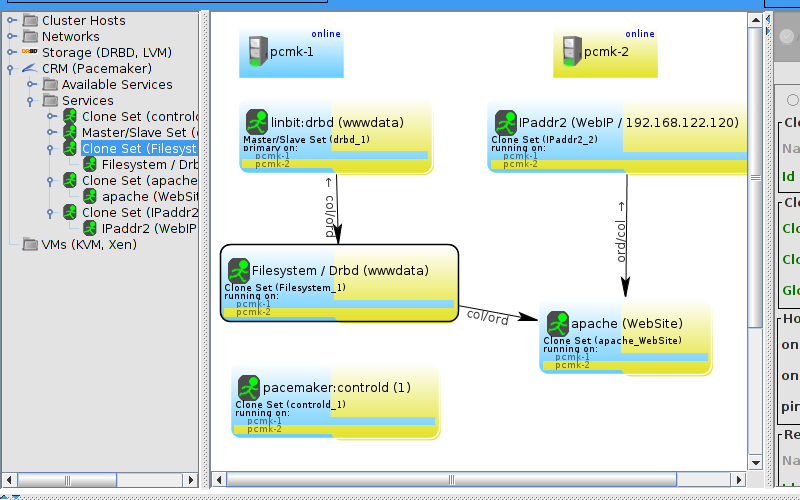 Cluster Hosts
Networks
Storage (DRBD, LVM)
CRM (Pacemaker)
Available Services
Services
Clone Set (control
Master/Slave Set (
Clone Set (Filesyst
Filesystem / Drb
Clone Set (apache
apache (WebSit
Clone Set (IPaddr2
IPaddr2 (WebIP
VMs (KVM, Xen)
online
pcmk-1
online
pcmk-2
linbit:drbd (wwwdata)
Master/Slave Set (drbd_1)
primary on:
pcmk-1
pcmk-2
IPaddr2 (WebIP / 192.168.122.120)
Clone Set (IPaddr2_2)
running on:
pcmk-1
pcmk-2
col/ord →
ord/col →
Filesystem / Drbd (wwwdata)
Clone Set (Filesystem_1)
running on:
pcmk-1
pcmk-2
col/ord
apache (WebSite)
Clone Set (apache_WebSite)
running on:
pcmk-1
pcmk-2
pacemaker:controld (1)
Clone Set (controld_1)
running on:
pcmk-1
pcmk-2
Clo
Na
Id
Clo
Clo
Clo
Glo
Ho
on
on
pin
Re
Na